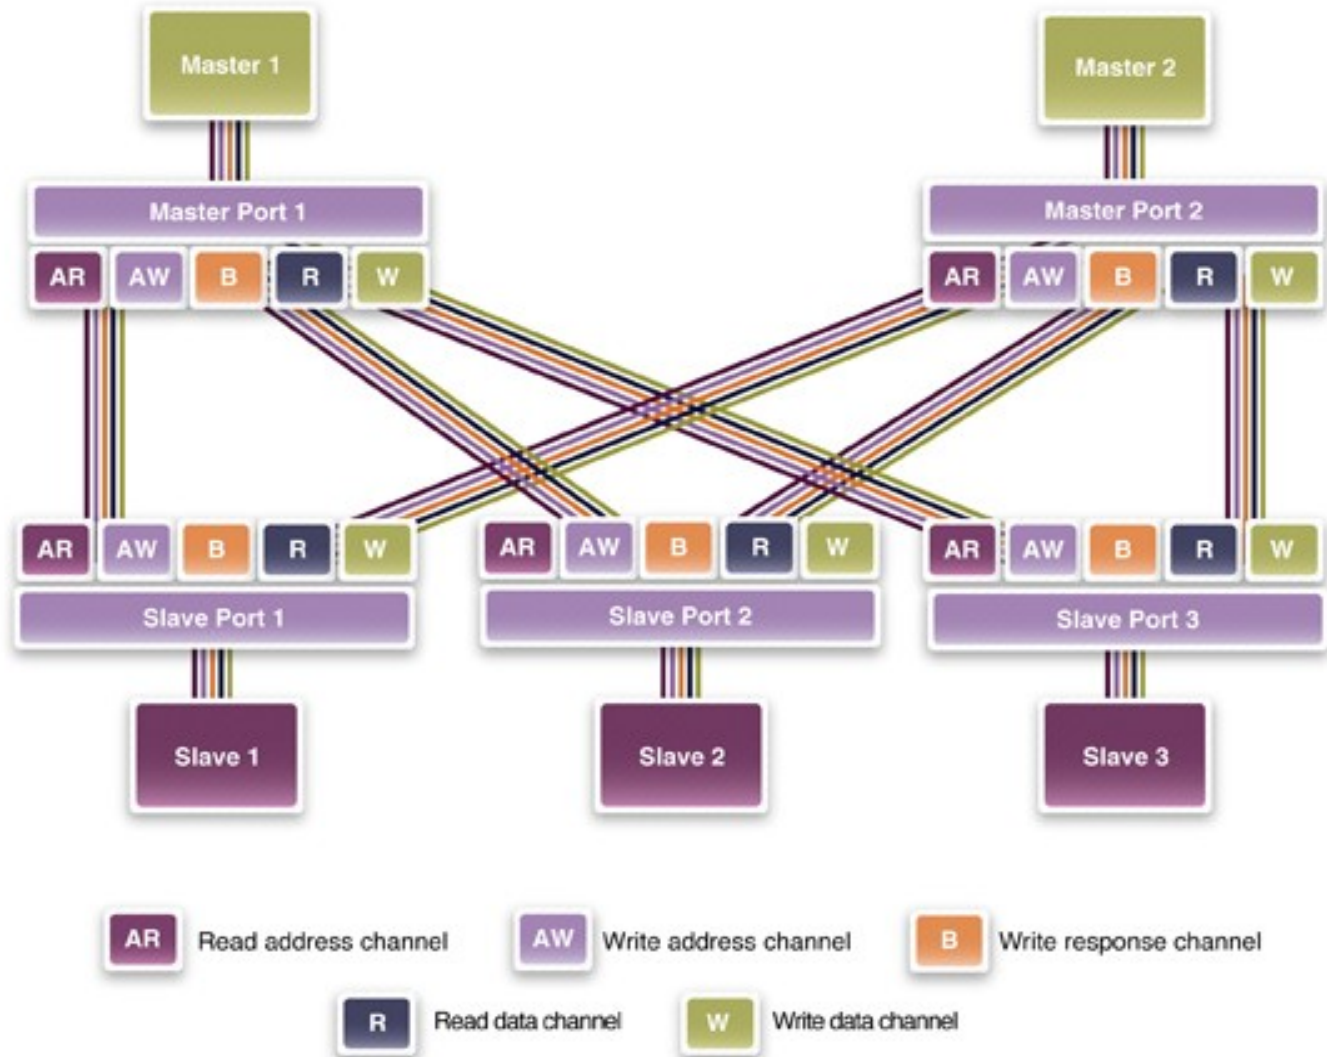 Master 1
Master 2
Master Port 1
Master Port 2
AR AW B R W
AR AW B R W
AR AW B R W
AR AW B R W
AR AW B R W
Slave Port 1
Slave Port 2
Slave Port 3
Slave 1
Slave 2
Slave 3
AR Read address channel
AW Write address channel
B Write response channel
R Read data channel
W Write data channel